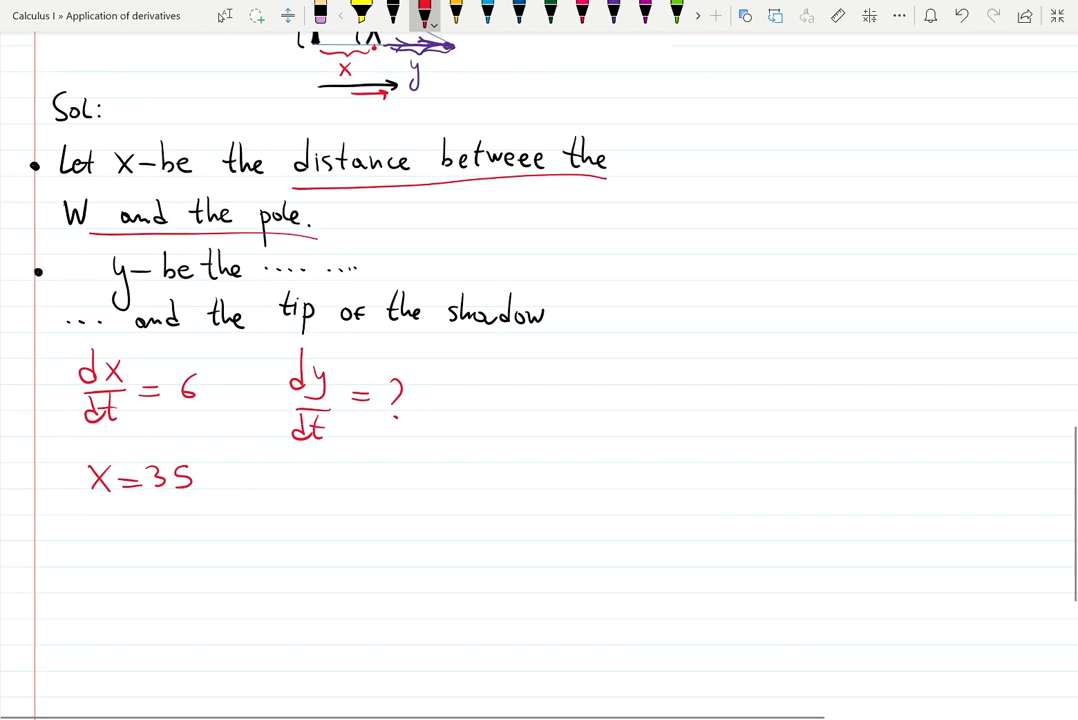 Calculus I » Application of derivatives
x
y
Sol:
• Let x-be the distance betweee the
W and the pole.
• y- be the .... ....
... and the tip of the shadow
dx/dt = 6 dy/dt = ?
x=35